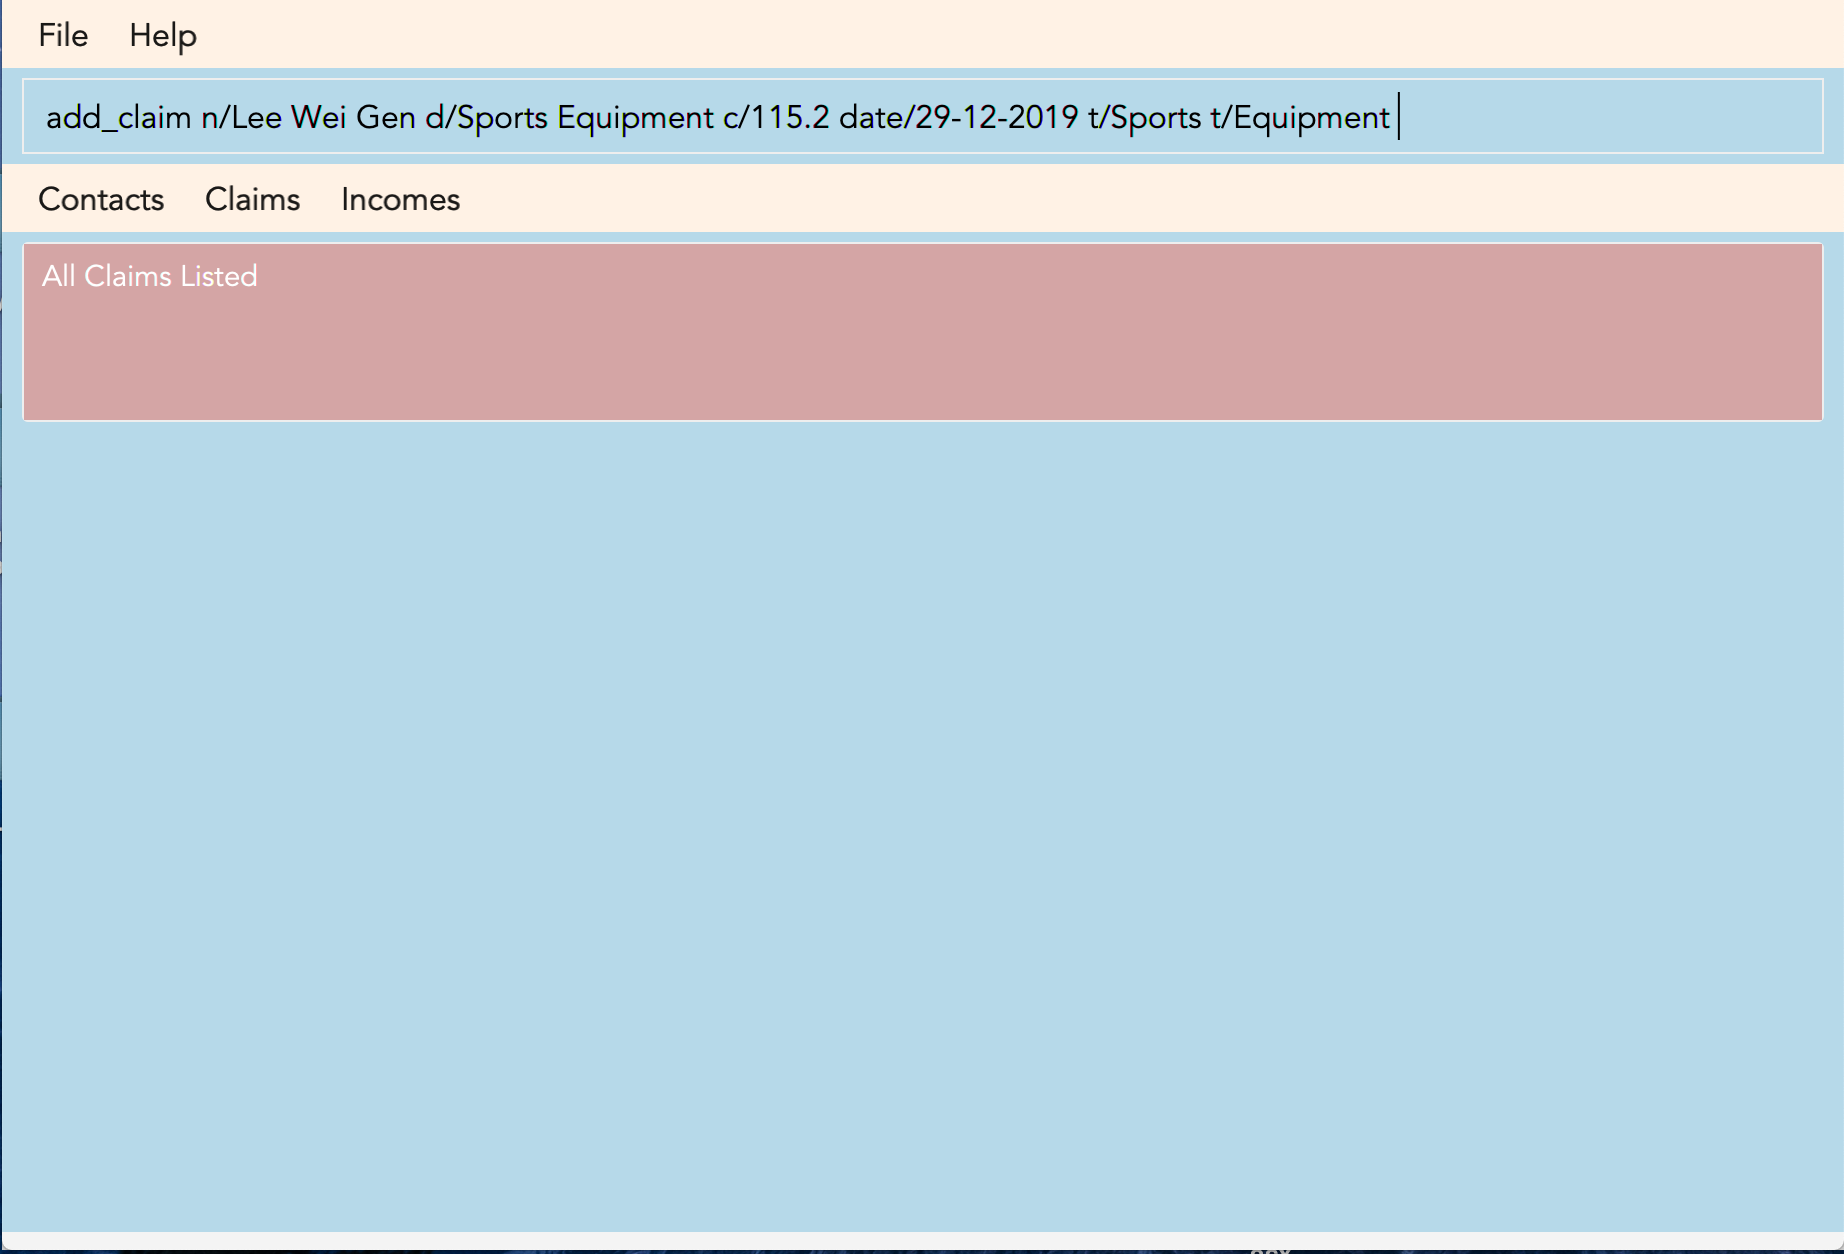 File Help
add_claim n/Lee Wei Gen d/Sports Equipment c/115.2 date/29-12-2019 t/Sports t/Equipment
Contacts Claims Incomes
All Claims Listed